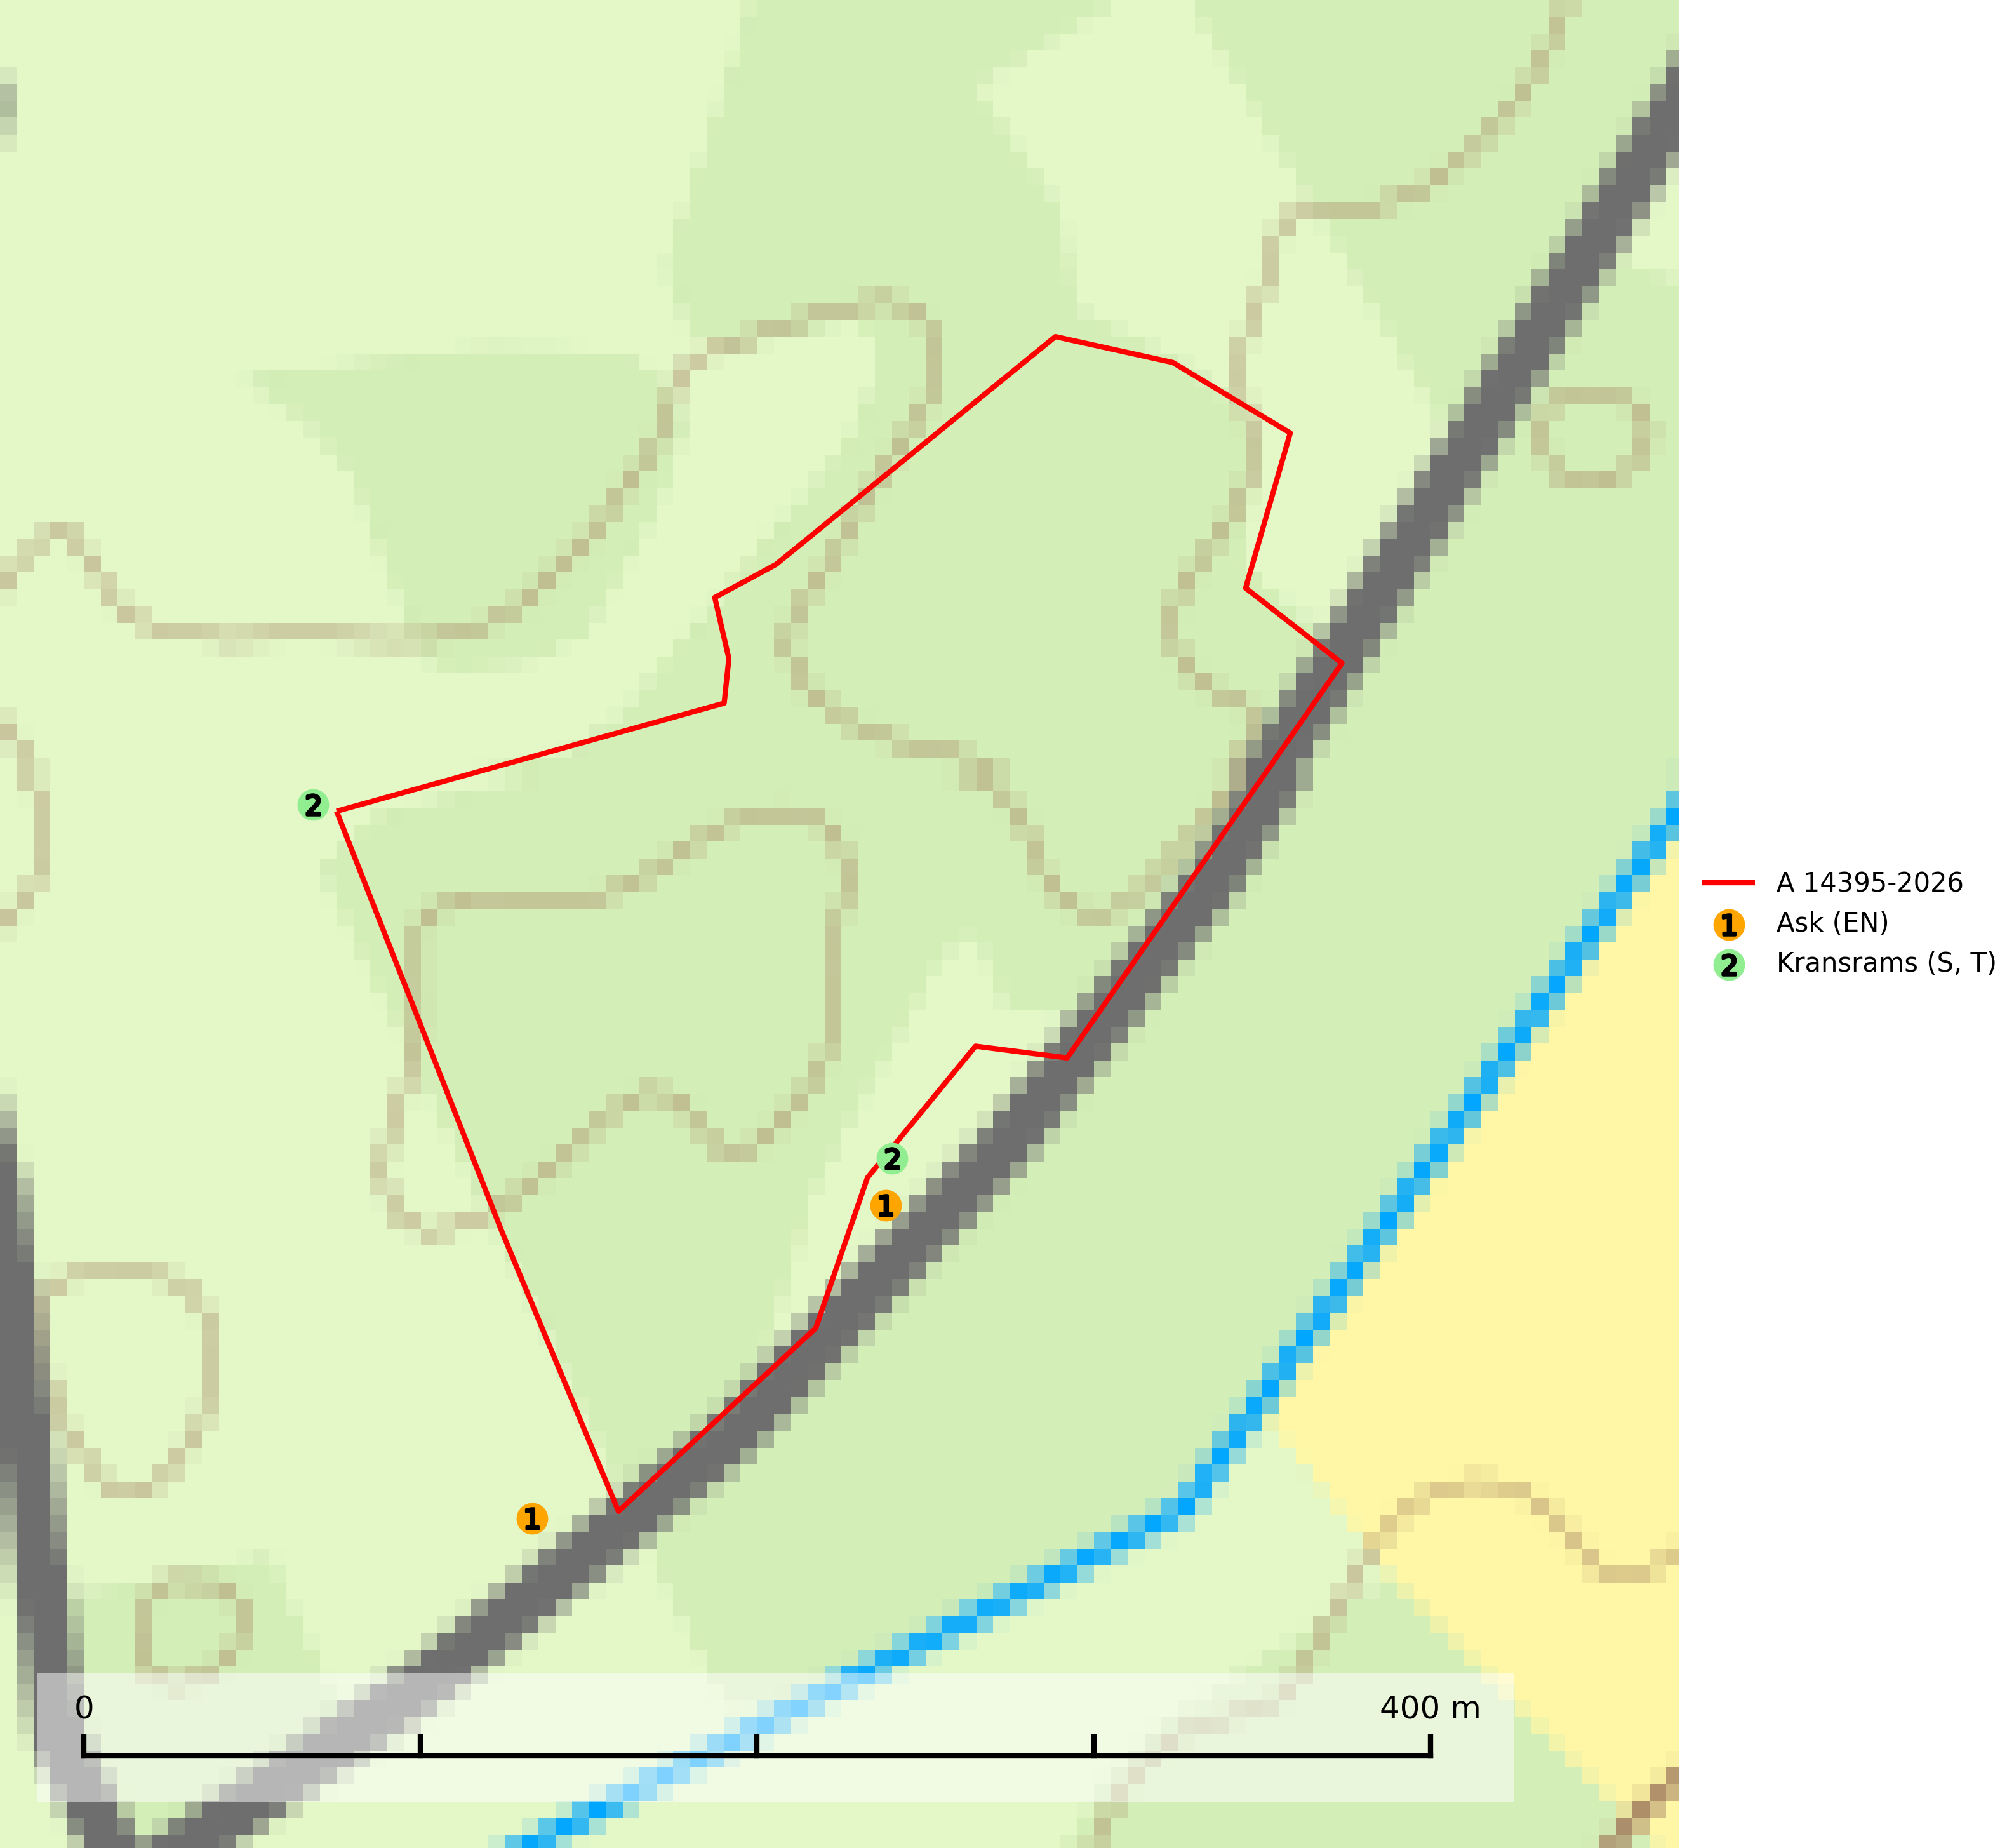 2
2
1
1
0 400 m
A 14395-2026
1 Ask (EN)
2 Kransrams (S, T)